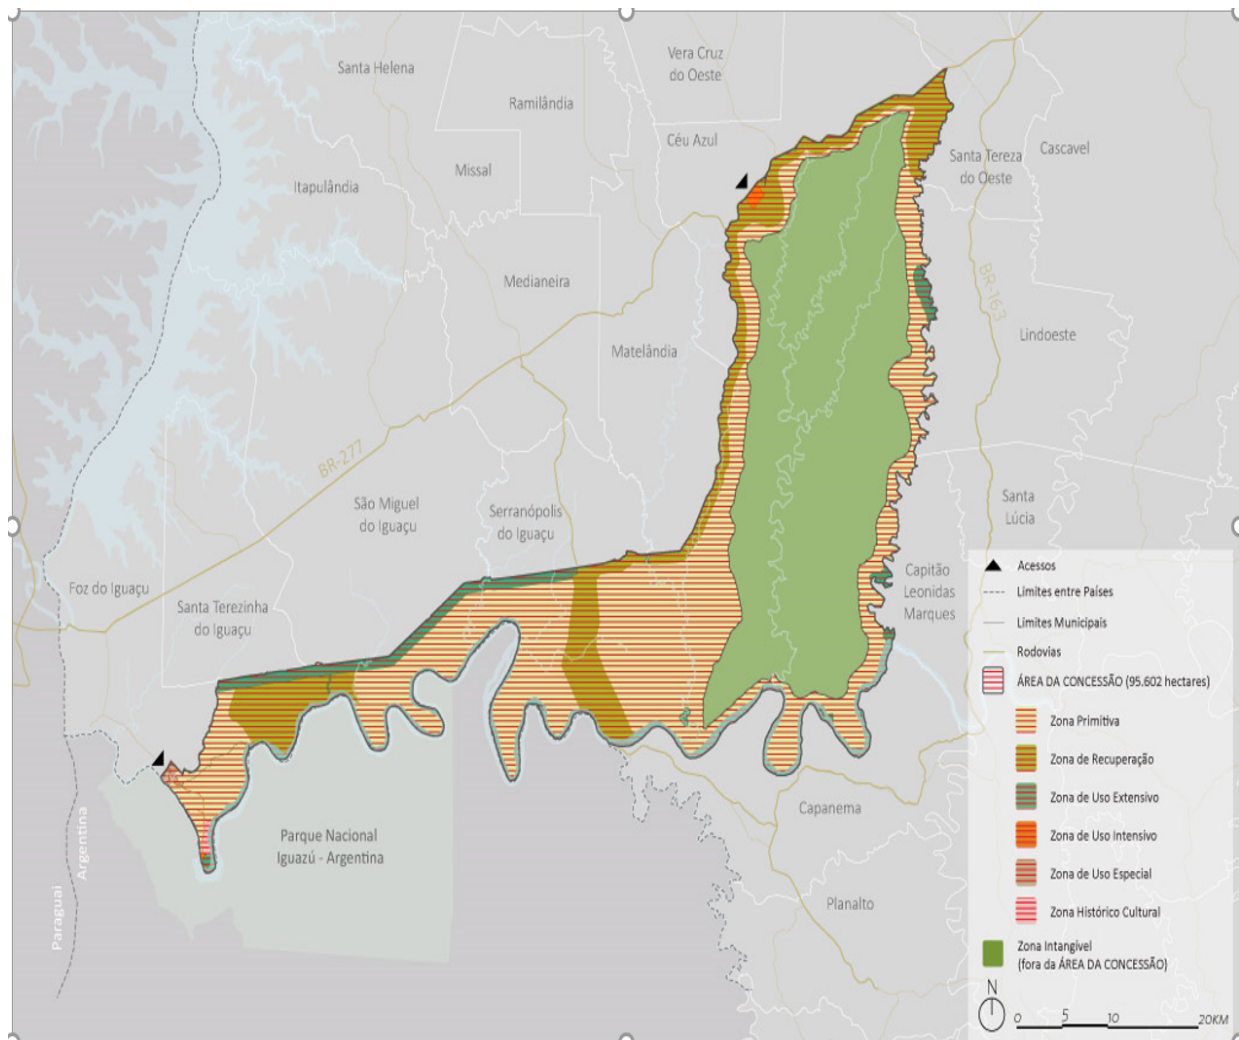 Santa Helena
Vera Cruz
do Oeste
Ramilândia
Céu Azul
Missal
Itapulândia
Santa Tereza
do Oeste
Cascavel
Medianeira
BR-163
Lindoeste
Matelândia
BR-277
São Miguel
do Iguaçu
Serranópolis
do Iguaçu
Santa
Lúcia
Foz do Iguaçu
Santa Terezinha
do Iguaçu
Capitão
Leonidas
Marques
Capanema
Parque Nacional
Iguazú - Argentina
Planalto
Argentina
Paraguai
Acessos
Limites entre Países
Limites Municipais
Rodovias
ÁREA DA CONCESSÃO (95.602 hectares)
Zona Primitiva
Zona de Recuperação
Zona de Uso Extensivo
Zona de Uso Intensivo
Zona de Uso Especial
Zona Histórico Cultural
Zona Intangível
(fora da ÁREA DA CONCESSÃO)
N
0 5 10 20KM